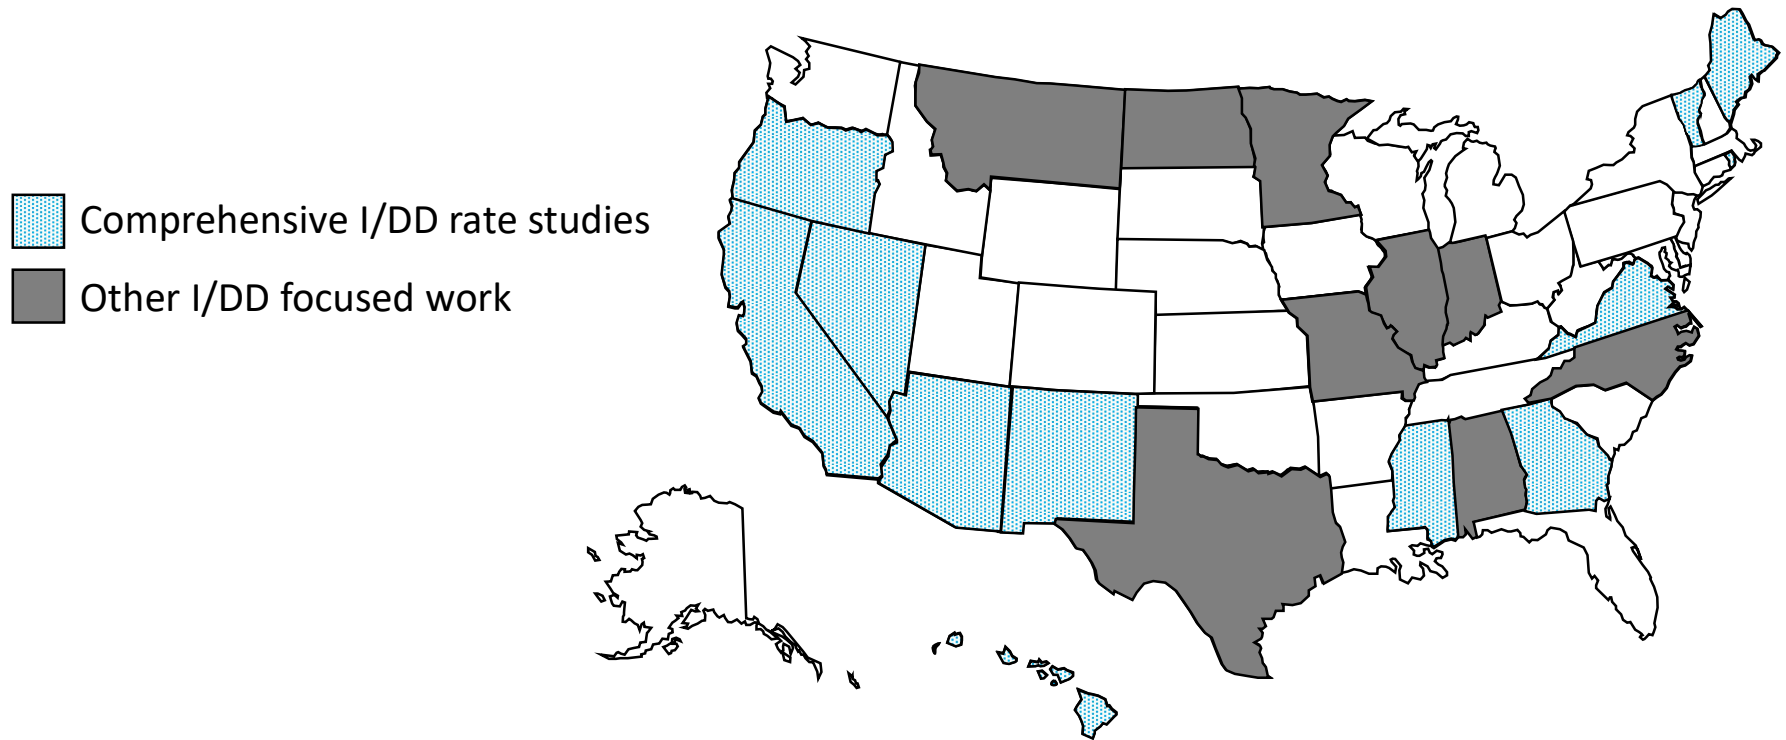 Comprehensive I/DD rate studies
Other I/DD focused work